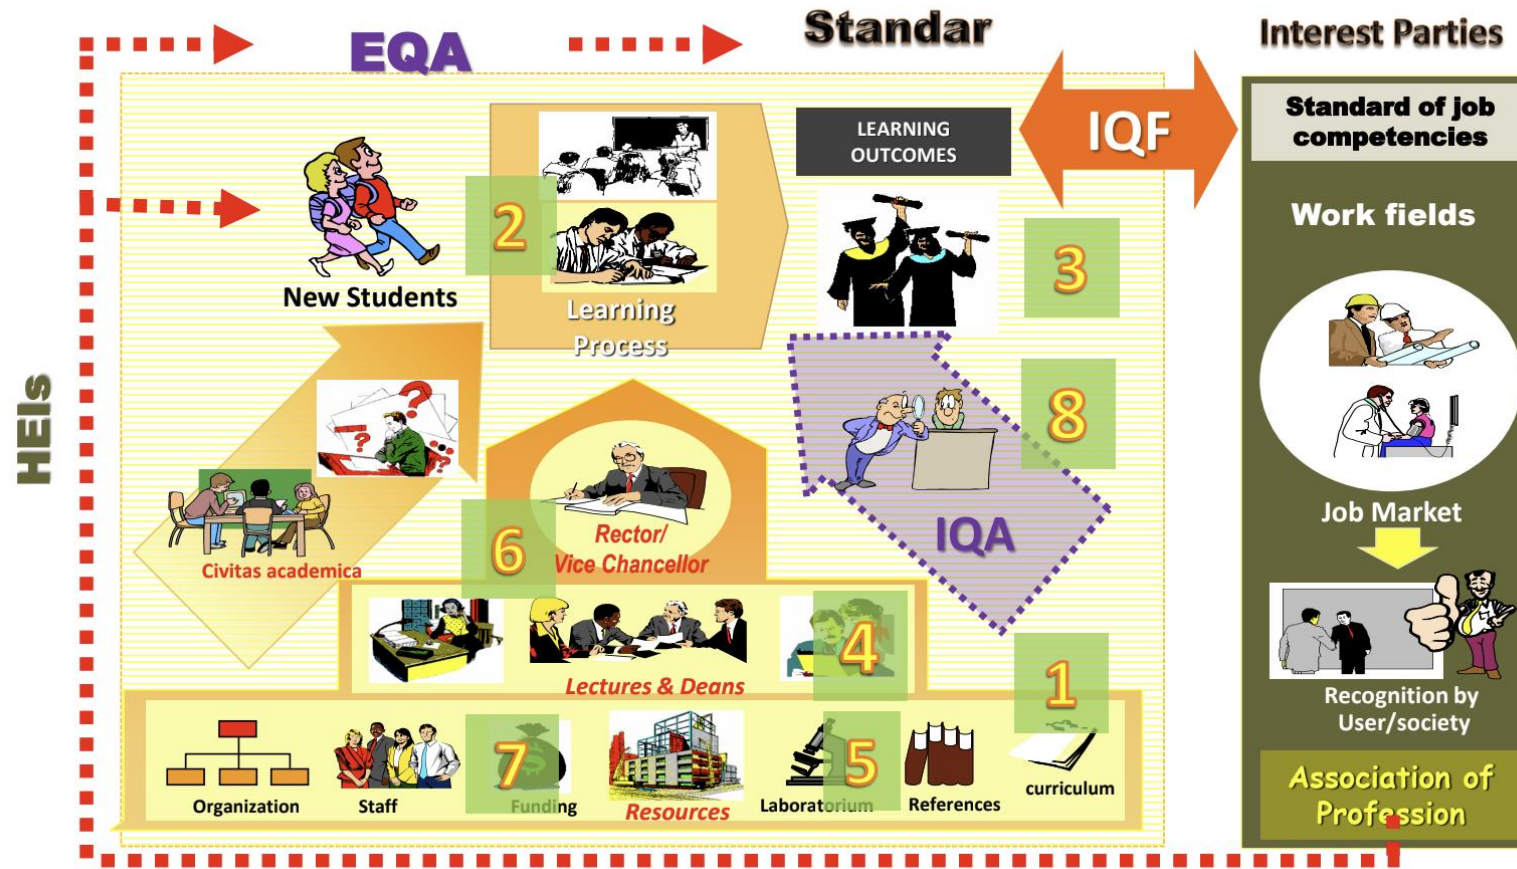 EQA
Standar
Interest Parties
HEIs
New Students
2
Learning
Process
LEARNING
OUTCOMES
IQF
3
8
IQA
Civitas academica
6
Rector/
Vice Chancellor
4
Lectures & Deans
1
Organization
Staff
7
Funding
Resources
Laboratorium
5
References
curriculum
Standard of job
competencies
Work fields
Job Market
Recognition by
User/society
Association of
Profession